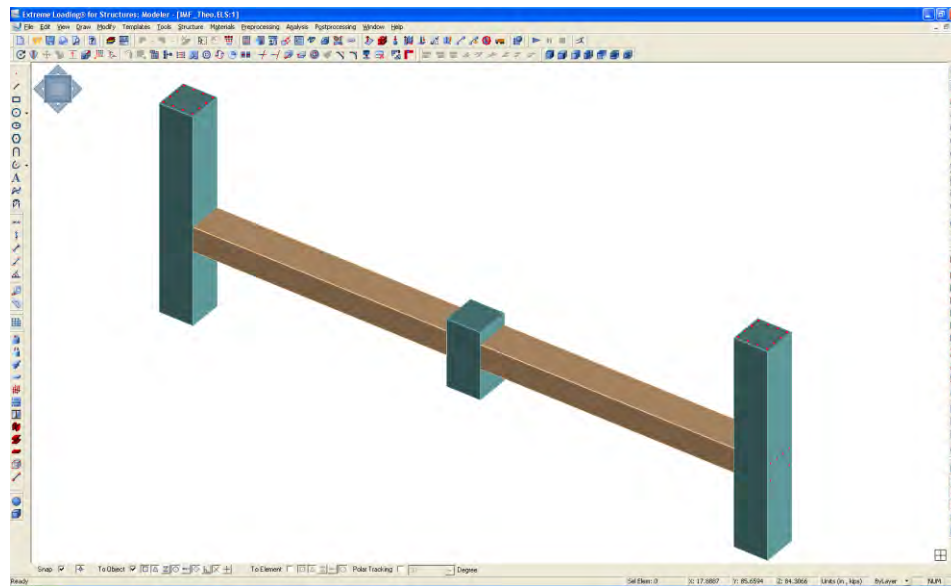 Extreme Loading® for Structures: Modeler - [IMF_Theo.ELS:1]
File Edit View Draw Modify Templates Tools Structure Materials Preprocessing Analysis Postprocessing Window Help
A
Snap To Object To Element Polar Tracking Degree
Ready Sel Elem: 0 X: 17.0807 Y: 85.6594 Z: 84.3066 Units (in, kips) ByLayer NUM